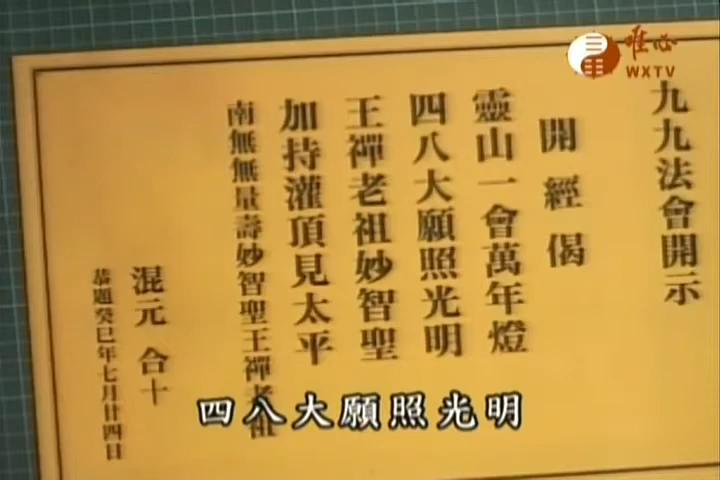 唯心
WXTV
九九法會開示
開經偈
靈山一會萬年燈
四八大願照光明
王禪老祖妙智聖
加持灌頂見太平
南無無量壽妙智聖王禪老祖
混元 合十
恭題癸巳年七月廿四日
四八大願照光明